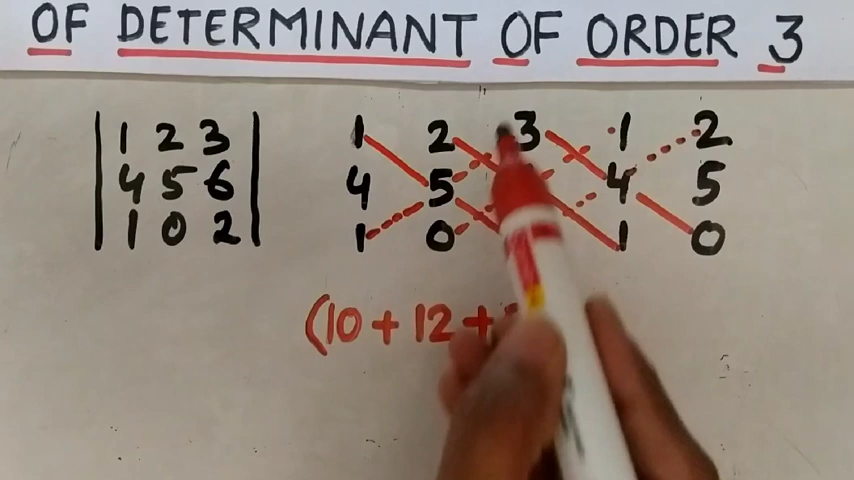 OF DETERMINANT OF ORDER 3
1 2 3 1 2 3 1 2
4 5 6 4 5 4 5
1 0 2 1 0 1 0
(10 + 12 +